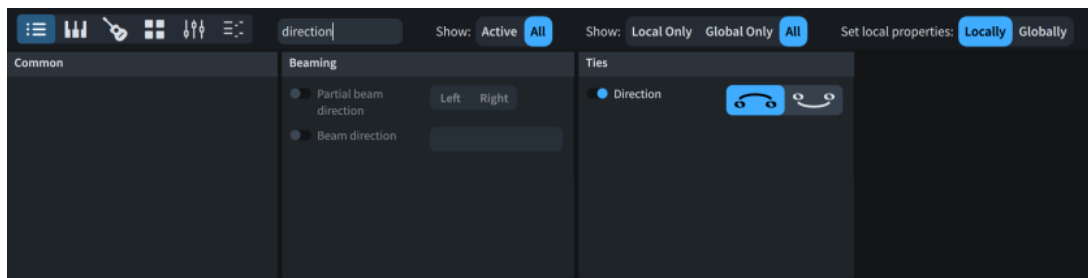 direction Show: Active All Show: Local Only Global Only All Set local properties: Locally Globally
Common
Beaming
Partial beam
direction
Left Right
Beam direction
Ties
Direction